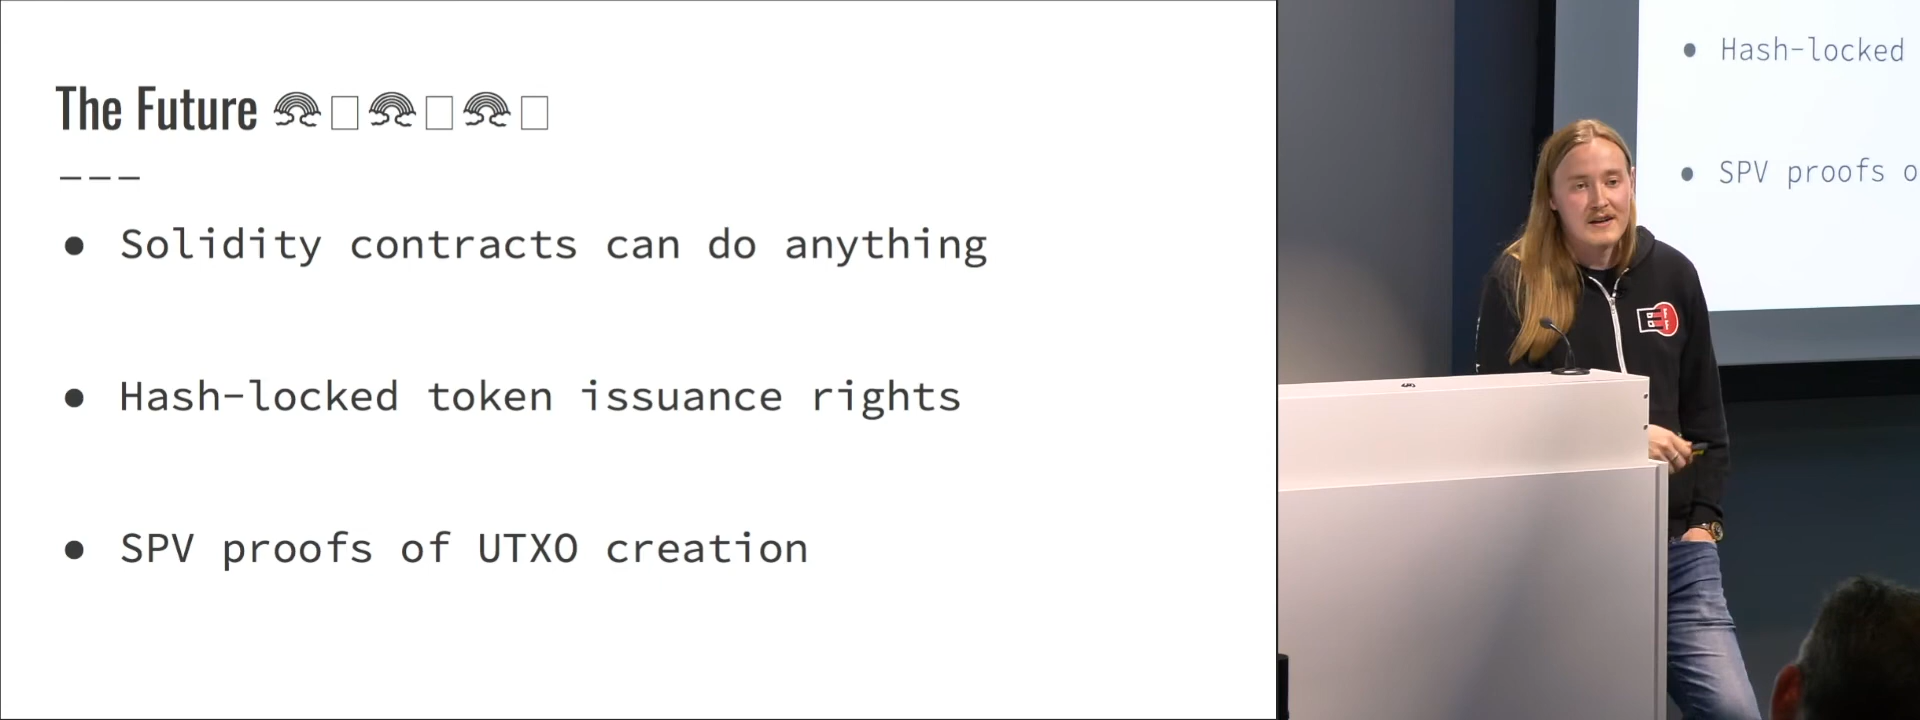 The Future
---
● Solidity contracts can do anything
● Hash-locked token issuance rights
● SPV proofs of UTXO creation
● Hash-locked
● SPV proofs o